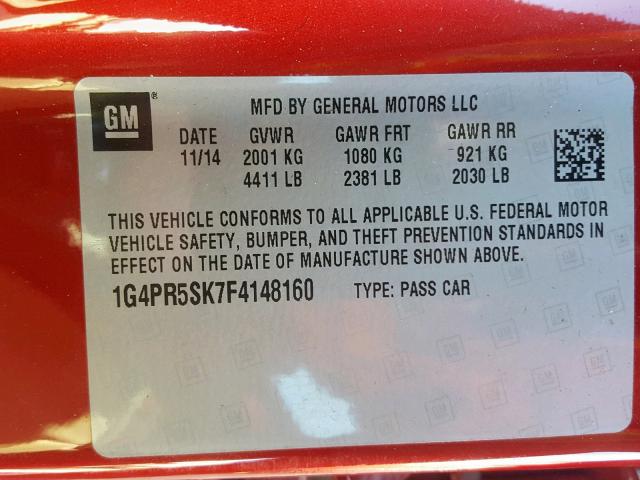 GM ®
MFD BY GENERAL MOTORS LLC
DATE GVWR GAWR FRT GAWR RR
11/14 2001 KG 1080 KG 921 KG
4411 LB 2381 LB 2030 LB
THIS VEHICLE CONFORMS TO ALL APPLICABLE U.S. FEDERAL MOTOR
VEHICLE SAFETY, BUMPER, AND THEFT PREVENTION STANDARDS IN
EFFECT ON THE DATE OF MANUFACTURE SHOWN ABOVE.
1G4PR5SK7F4148160 TYPE: PASS CAR